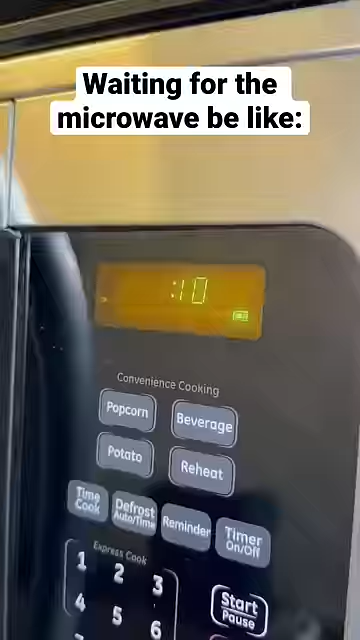 Waiting for the
microwave be like:
:10
Convenience Cooking
Popcorn
Beverage
Potato
Reheat
Time
Cook
Defrost
Auto/Time
Reminder
Timer
On/Off
Express Cook
1 2 3
4 5 6
Start
Pause